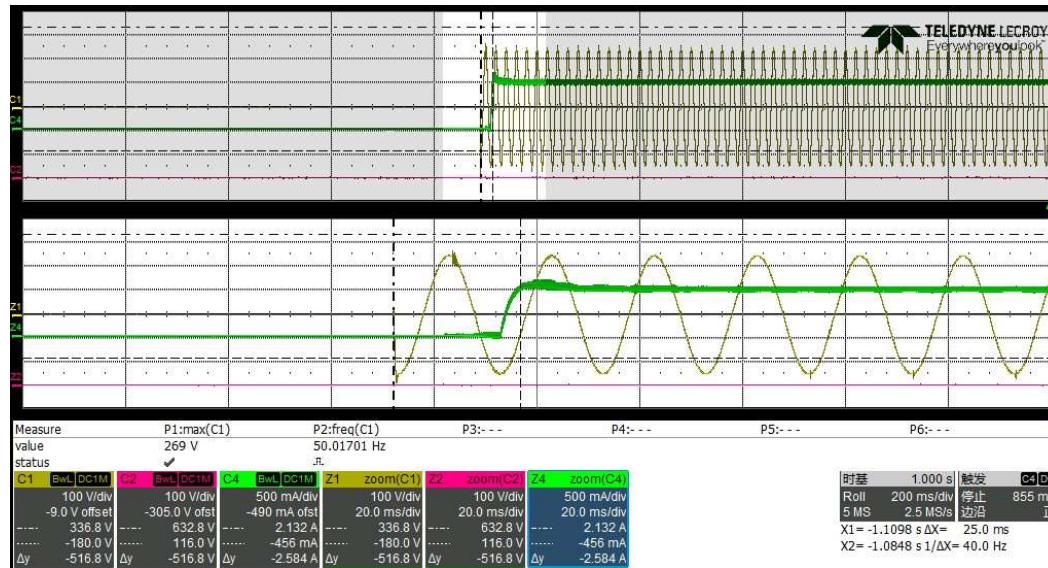 TELEDYNE LECROY
Everywhereyoulook
C1
C4
C2
Z1
Z4
Z2
Measure P1:max(C1) P2:freq(C1) P3:- - - P4:- - - P5:- - - P6:- - -
value 269 V 50.01701 Hz
status
C1 BwL DC1M C2 BwL DC1M C4 BwL DC1M Z1 zoom(C1) Z2 zoom(C2) Z4 zoom(C4) 时基 1.000 s 触发 C4 D
100 V/div 100 V/div 500 mA/div 100 V/div 100 V/div 500 mA/div Roll 200 ms/div 停止 855 m
-9.0 V offset -305.0 V ofst -490 mA ofst 20.0 ms/div 20.0 ms/div 20.0 ms/div 5 MS 2.5 MS/s 边沿
336.8 V 632.8 V 2.132 A 336.8 V 632.8 V 2.132 A X1= -1.1098 s ΔX= 25.0 ms
-180.0 V 116.0 V -456 mA -180.0 V 116.0 V -456 mA X2= -1.0848 s 1/ΔX= 40.0 Hz
Δy -516.8 V Δy -516.8 V Δy -2.584 A Δy -516.8 V Δy -516.8 V Δy -2.584 A